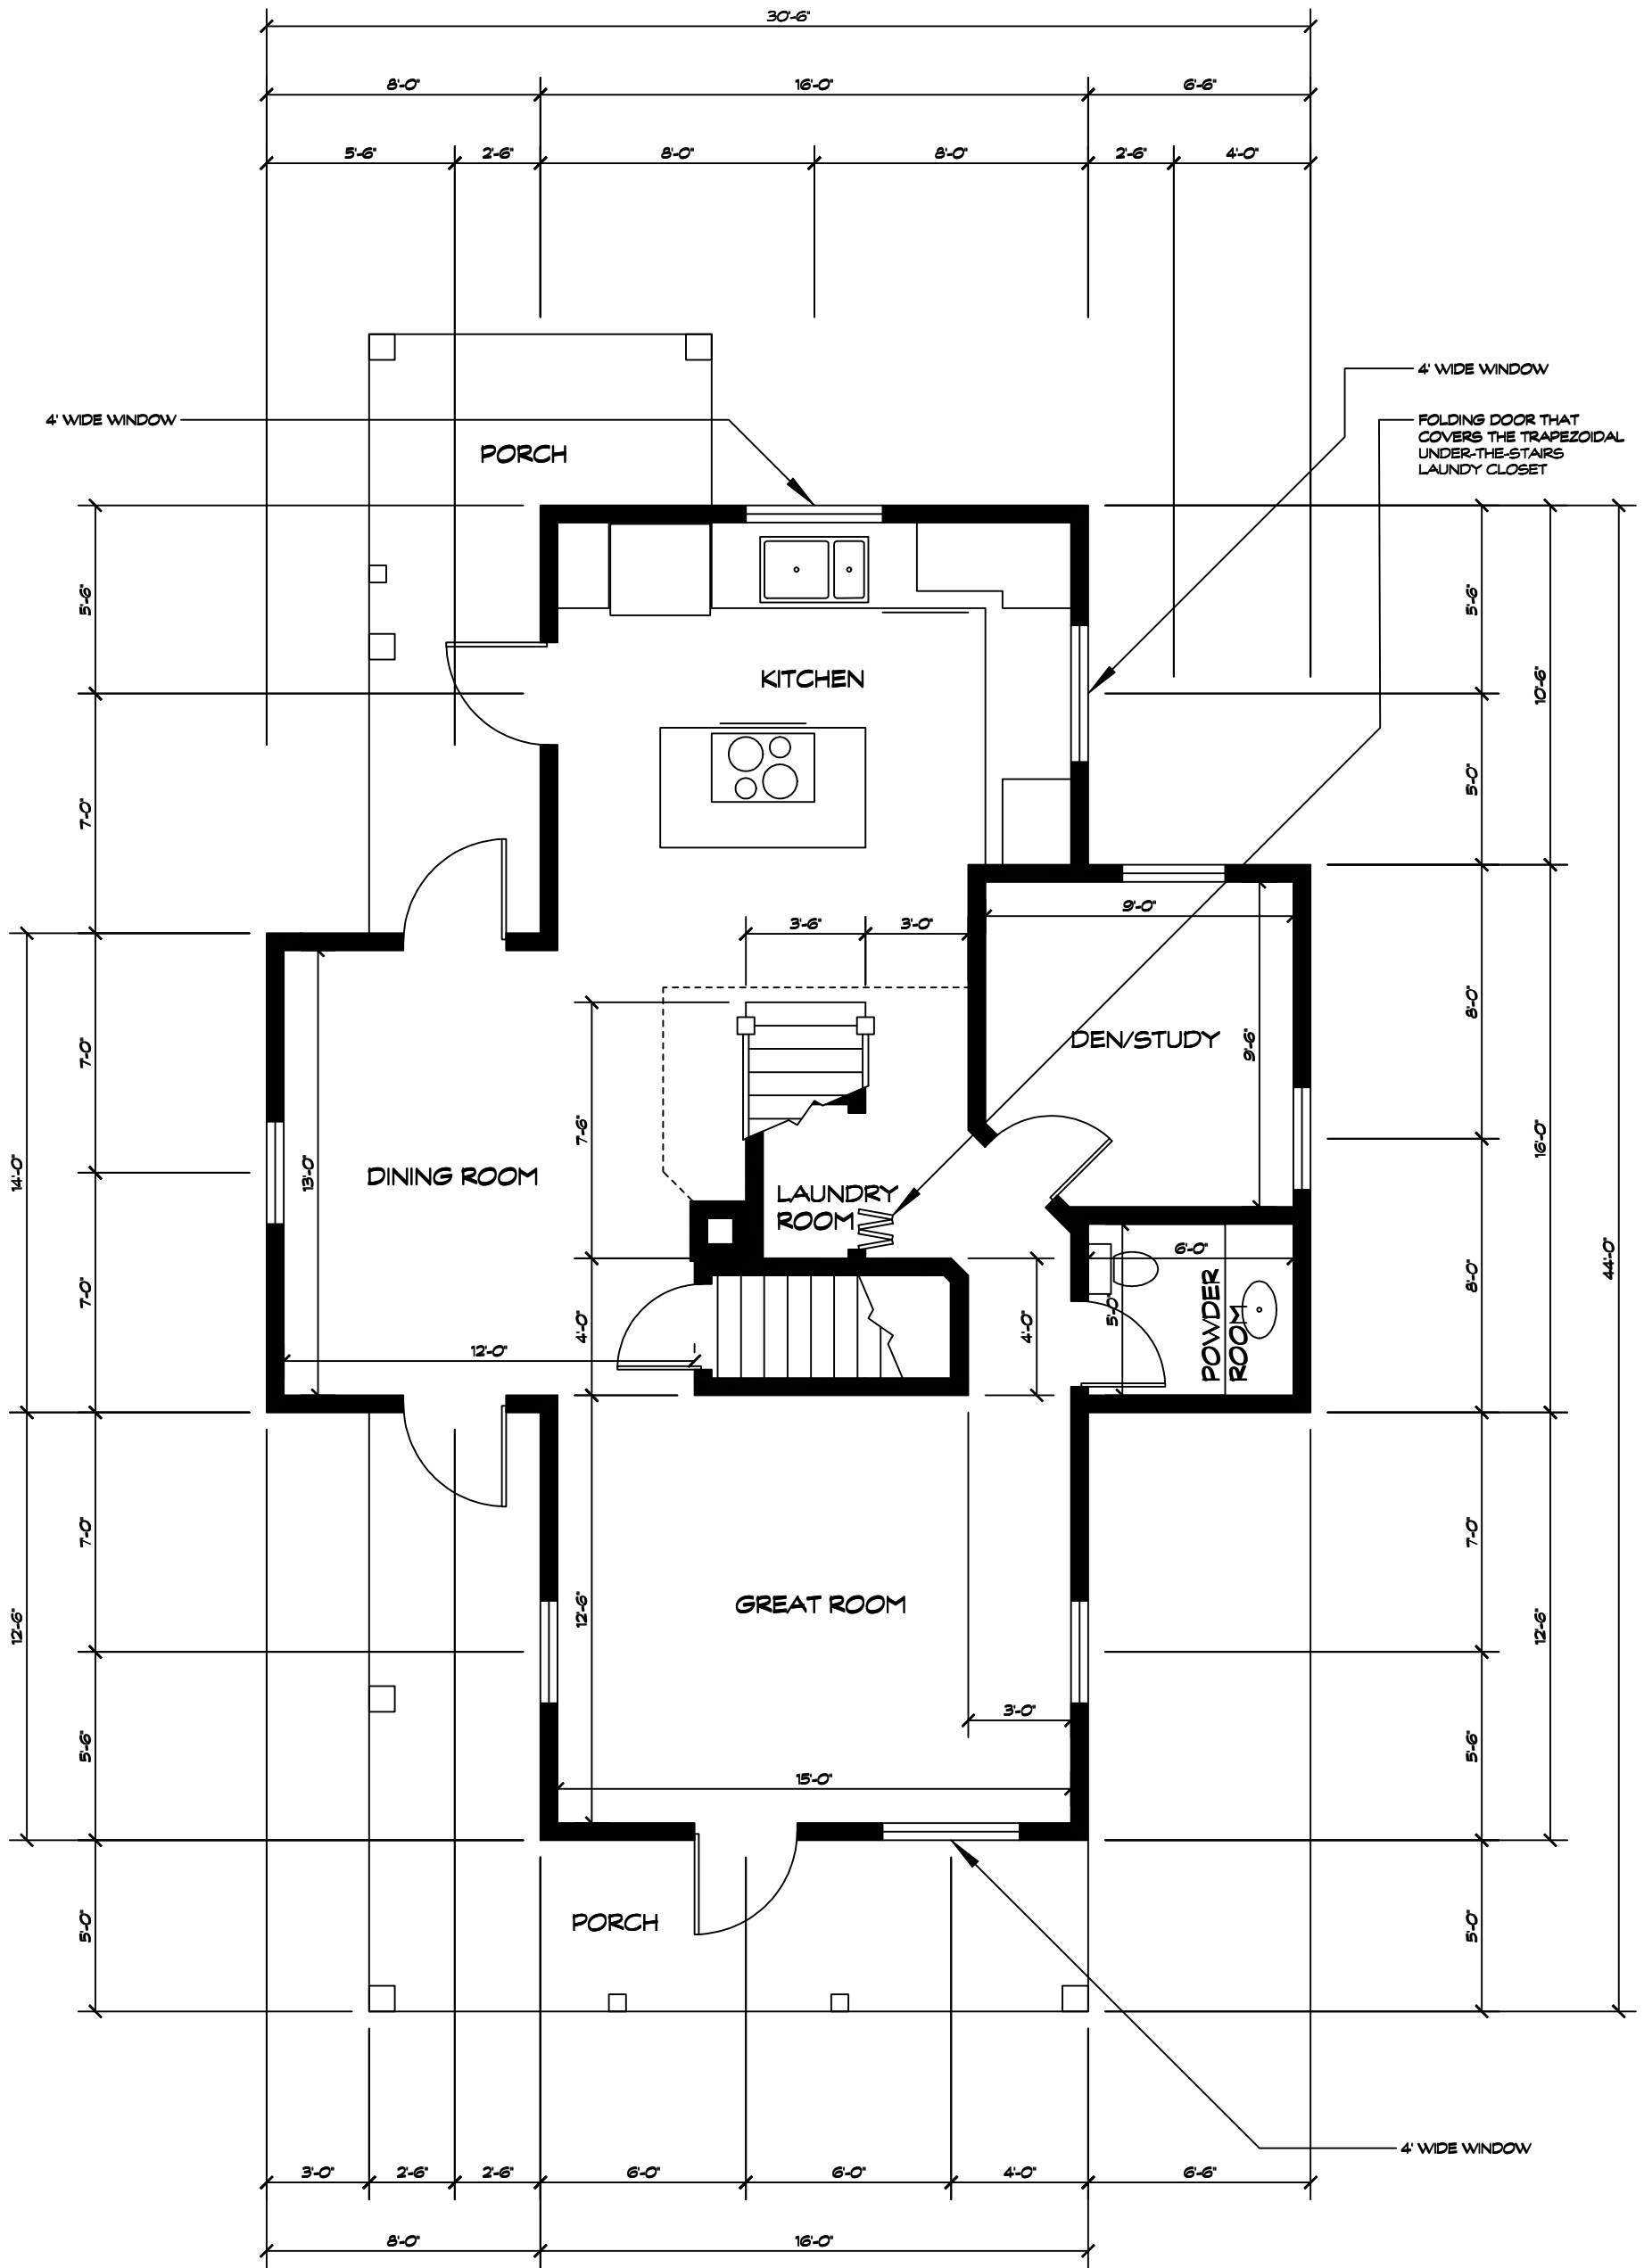 30'-6"
8'-0" 16'-0" 6'-6"
5'-6" 2'-6" 8'-0" 8'-0" 2'-6" 4'-0"
4' WIDE WINDOW
4' WIDE WINDOW
FOLDING DOOR THAT
COVERS THE TRAPEZOIDAL
UNDER-THE-STAIRS
LAUNDY CLOSET
PORCH
5'-6"
5'-6"
KITCHEN
10'-6"
7'-0"
5'-0"
9'-0"
3'-6" 3'-0"
8'-0"
DEN/STUDY
9'-6"
7'-0"
7'-6"
16'-0"
14'-0"
13'-0"
DINING ROOM
LAUNDRY
ROOM
6'-0"
44'-0"
7'-0"
8'-0"
5'-0"
POWDER
ROOM
4'-0"
4'-0"
12'-0"
7'-0"
7'-0"
GREAT ROOM
12'-6"
12'-6"
12'-6"
3'-0"
5'-6"
5'-6"
15'-0"
PORCH
5'-0"
5'-0"
4' WIDE WINDOW
3'-0" 2'-6" 2'-6" 6'-0" 6'-0" 4'-0" 6'-6"
8'-0" 16'-0"